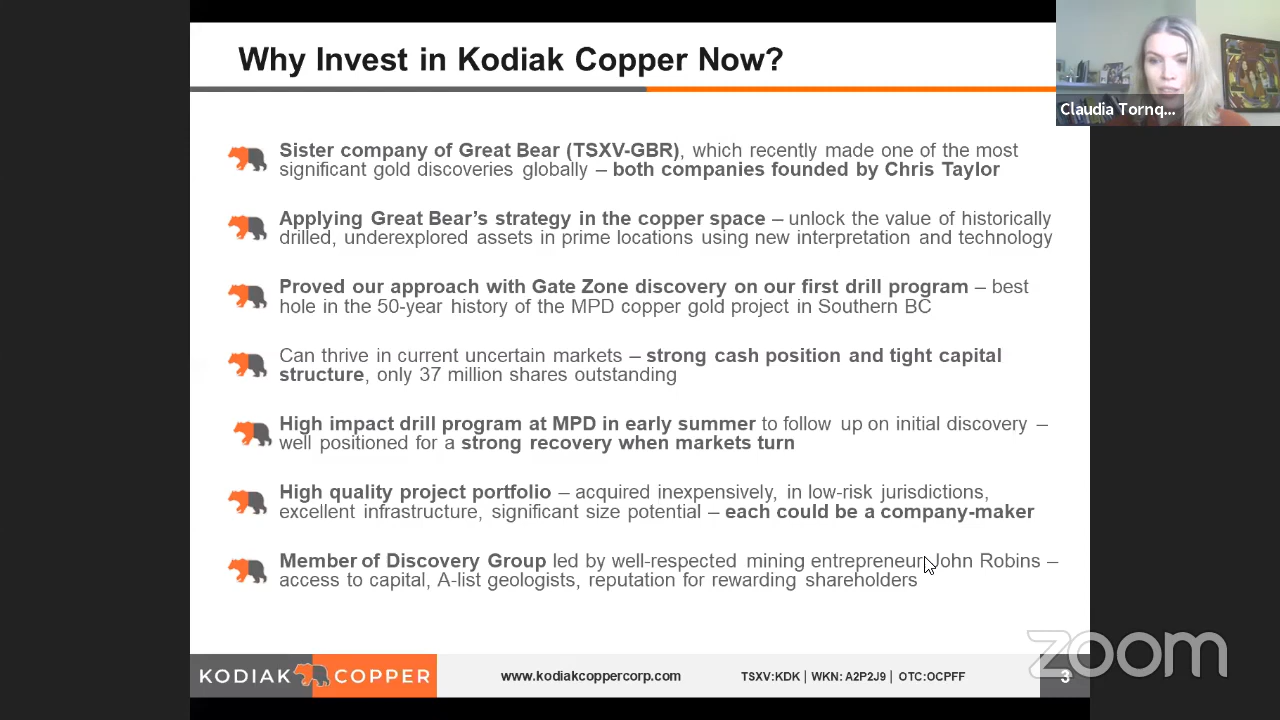 Why Invest in Kodiak Copper Now?
Claudia Tornq...
Sister company of Great Bear (TSXV-GBR), which recently made one of the most
significant gold discoveries globally – both companies founded by Chris Taylor
Applying Great Bear’s strategy in the copper space – unlock the value of historically
drilled, underexplored assets in prime locations using new interpretation and technology
Proved our approach with Gate Zone discovery on our first drill program – best
hole in the 50-year history of the MPD copper gold project in Southern BC
Can thrive in current uncertain markets – strong cash position and tight capital
structure, only 37 million shares outstanding
High impact drill program at MPD in early summer to follow up on initial discovery –
well positioned for a strong recovery when markets turn
High quality project portfolio – acquired inexpensively, in low-risk jurisdictions,
excellent infrastructure, significant size potential – each could be a company-maker
Member of Discovery Group led by well-respected mining entrepreneur John Robins –
access to capital, A-list geologists, reputation for rewarding shareholders
zoom
KODIAK COPPER
www.kodiakcoppercorp.com
TSXV:KDK | WKN: A2P2J9 | OTC:OCPFF
3